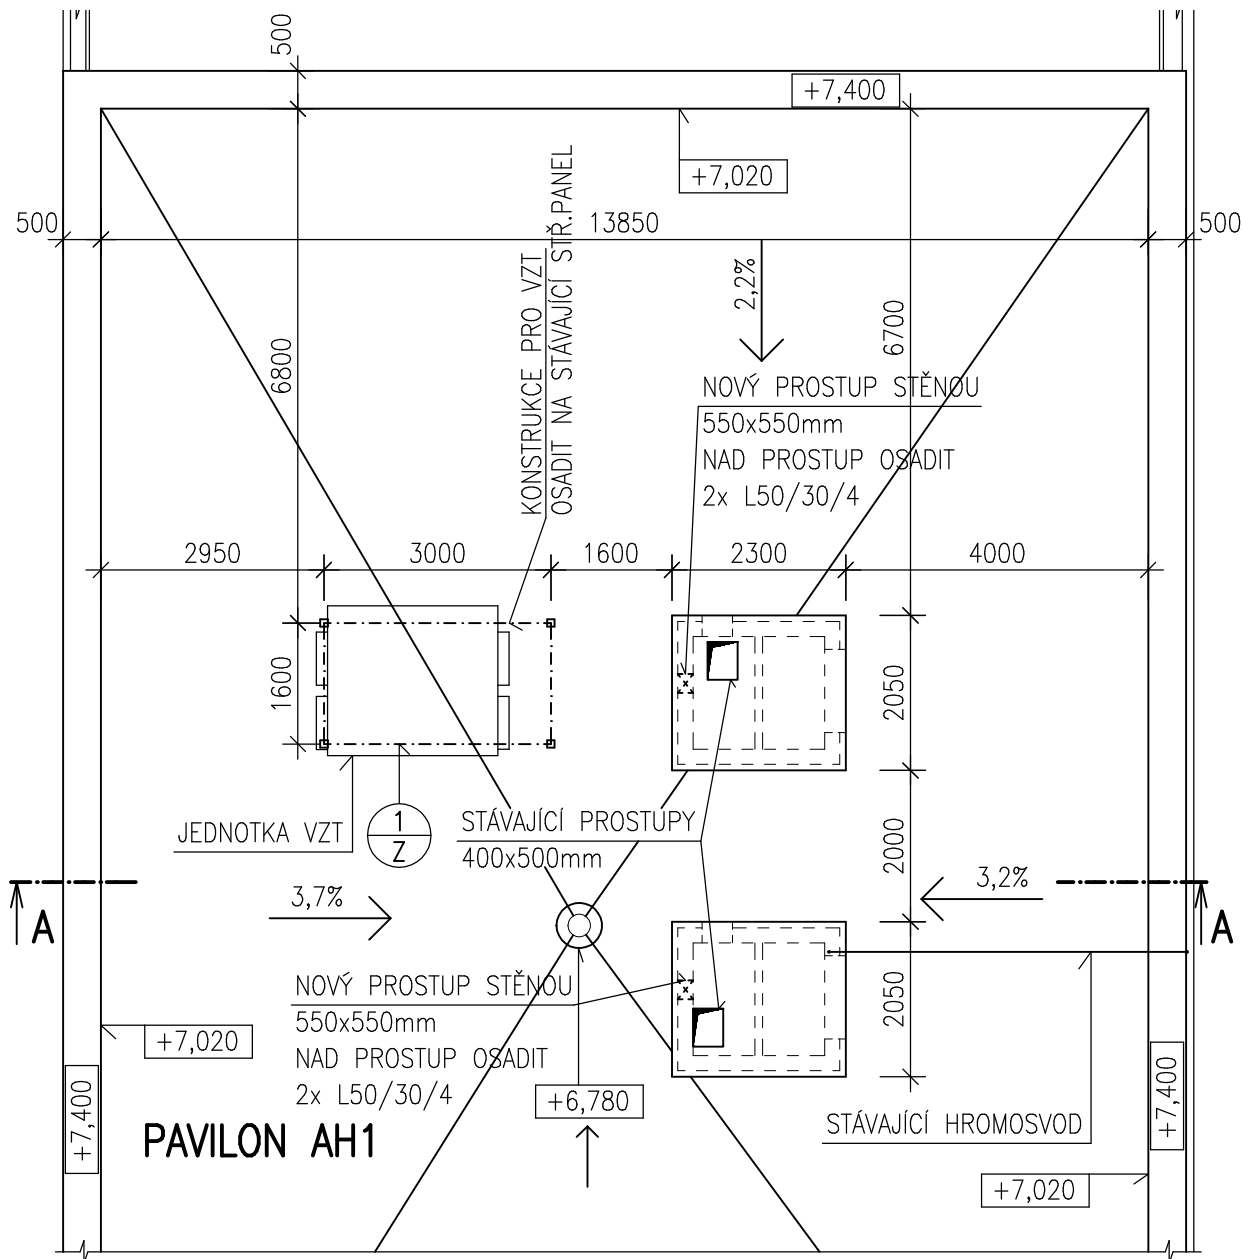 500
+7,400
+7,020
500
13850
500
2,2%
KONSTRUKCE PRO VZT
OSADIT NA STÁVAJÍCÍ STŘ.PANEL
6800
6700
NOVÝ PROSTUP STĚNOU
550x550mm
NAD PROSTUP OSADIT
2x L50/30/4
2950
3000
1600
2300
4000
1600
2050
JEDNOTKA VZT
1
Z
STÁVAJÍCÍ PROSTUPY
400x500mm
2000
3,7%
3,2%
A
A
NOVÝ PROSTUP STĚNOU
550x550mm
NAD PROSTUP OSADIT
2x L50/30/4
2050
+7,020
+7,400
+6,780
STÁVAJÍCÍ HROMOSVOD
+7,400
PAVILON AH1
+7,020